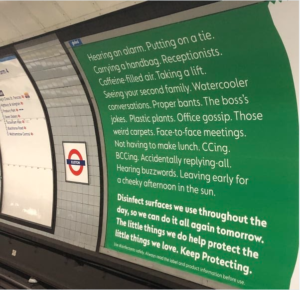 Hearing an alarm. Putting on a tie.
Carrying a handbag. Receptionists.
Caffeine-filled air. Taking a lift.
Seeing your second family. Watercooler
conversations. Proper bants. The boss's
jokes. Plastic plants. Office gossip. Those
weird carpets. Face-to-face meetings.
Not having to make lunch. CCing.
BCCing. Accidentally replying-all.
Hearing buzzwords. Leaving early for
a cheeky afternoon in the sun.
Disinfect surfaces we use throughout the
day, so we can do it all again tomorrow.
The little things we do help protect the
little things we love. Keep Protecting.